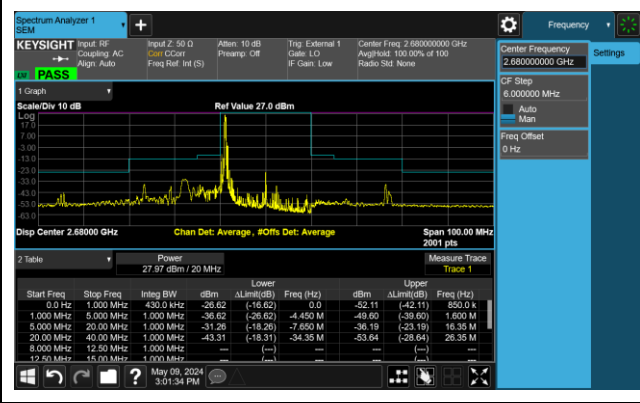 Spectrum Analyzer 1
SEM
Frequency
KEYSIGHT
Input: RF
Coupling: AC
Align: Auto
Input Z: 50 Ω
Corr CCorr
Freq Ref: Int (S)
Atten: 10 dB
Preamp: Off
Trig: External 1
Gate: LO
IF Gain: Low
Center Freq: 2.680000000 GHz
Avg|Hold: 100.00% of 100
Radio Std: None
PASS
Center Frequency
2.680000000 GHz
Settings
CF Step
6.000000 MHz
Auto
Man
Freq Offset
0 Hz
1 Graph
Scale/Div 10 dB
Ref Value 27.0 dBm
Log
17.0
7.00
-3.00
-13.0
-23.0
-33.0
-43.0
-53.0
-63.0
Disp Center 2.68000 GHz
Chan Det: Average , #Offs Det: Average
Span 100.00 MHz
2001 pts
2 Table
Power
27.97 dBm / 20 MHz
Measure Trace
Trace 1
Lower Upper
Start Freq Stop Freq Integ BW dBm ΔLimit(dB) Freq (Hz) dBm ΔLimit(dB) Freq (Hz)
0.0 Hz 1.000 MHz 430.0 kHz -26.62 (-16.62) 0.0 -52.11 (-42.11) 850.0 k
1.000 MHz 5.000 MHz 1.000 MHz -36.62 (-26.62) -4.450 M -49.60 (-39.60) 1.600 M
5.000 MHz 20.00 MHz 1.000 MHz -31.26 (-18.26) -7.650 M -36.19 (-23.19) 16.35 M
20.00 MHz 40.00 MHz 1.000 MHz -43.31 (-18.31) -34.35 M -53.64 (-28.64) 26.35 M
8.000 MHz 12.50 MHz 1.000 MHz --- (---) --- --- (---) ---
12.50 MHz 15.00 MHz 1.000 MHz --- (---) --- --- (---) ---
?
May 09, 2024
3:01:34 PM